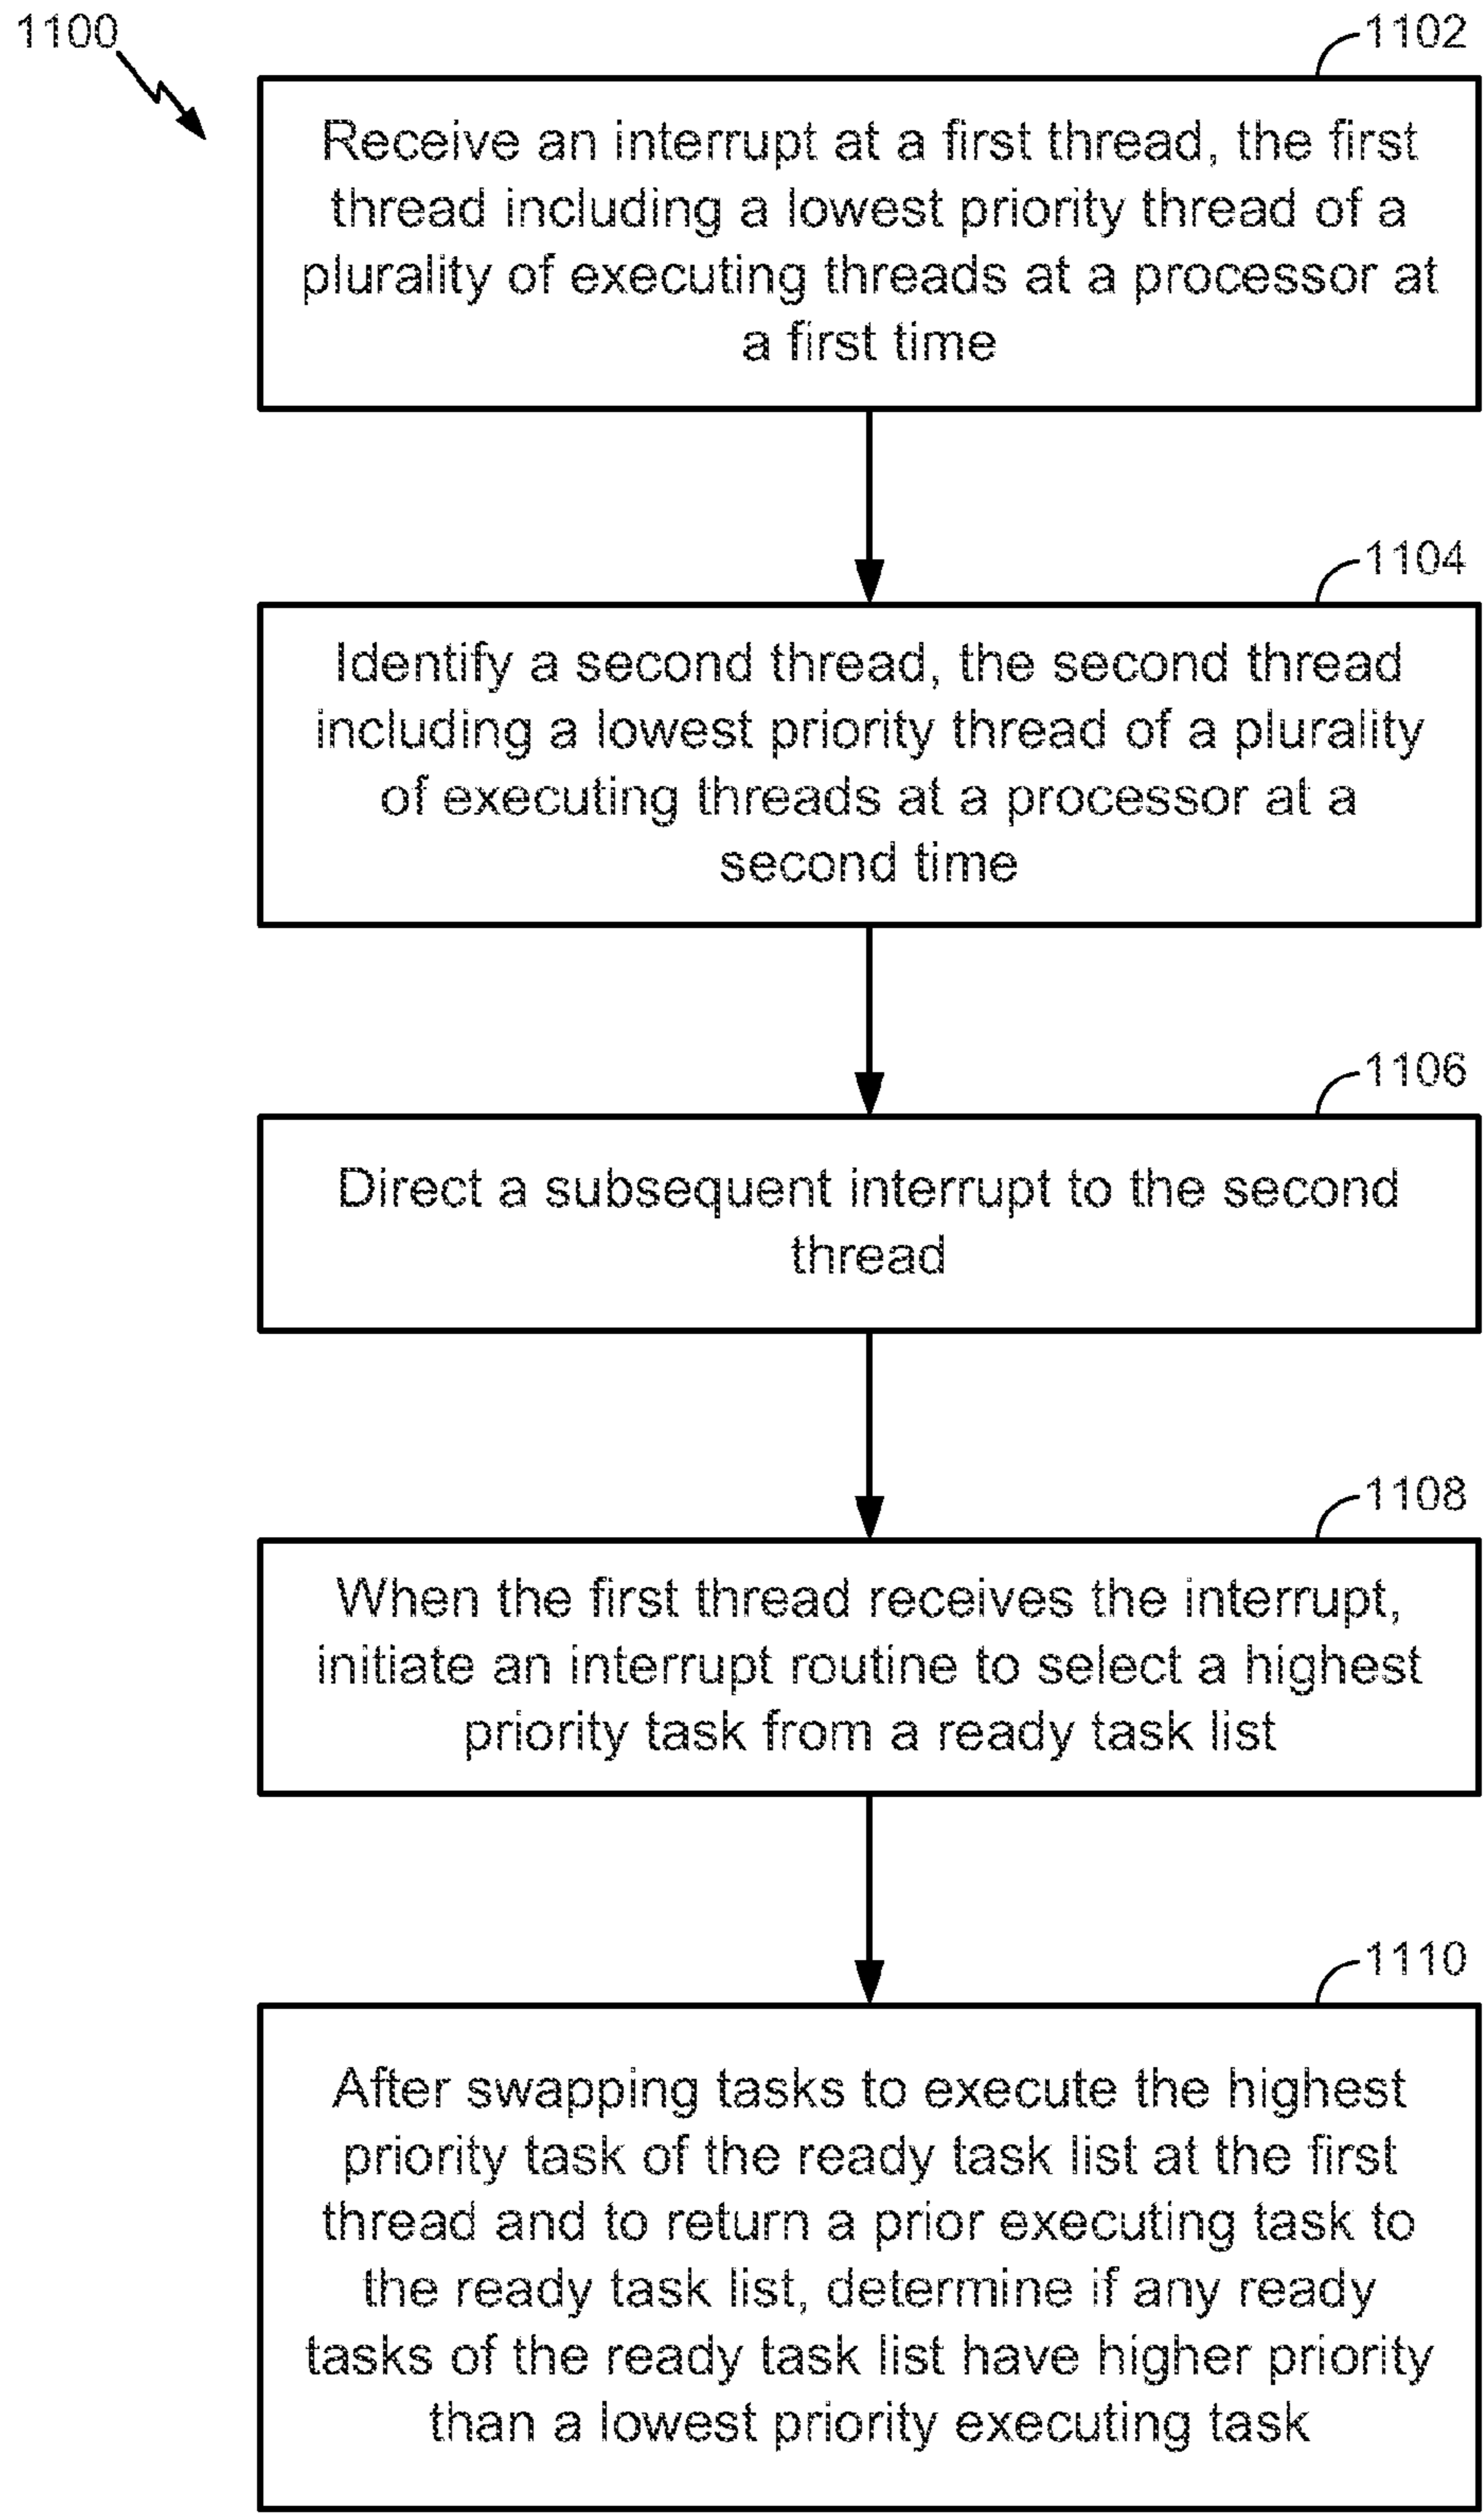 1100
1102
Receive an interrupt at a first thread, the first
thread including a lowest priority thread of a
plurality of executing threads at a processor at
a first time
1104
Identify a second thread, the second thread
including a lowest priority thread of a plurality
of executing threads at a processor at a
second time
1106
Direct a subsequent interrupt to the second
thread
1108
When the first thread receives the interrupt,
initiate an interrupt routine to select a highest
priority task from a ready task list
1110
After swapping tasks to execute the highest
priority task of the ready task list at the first
thread and to return a prior executing task to
the ready task list, determine if any ready
tasks of the ready task list have higher priority
than a lowest priority executing task